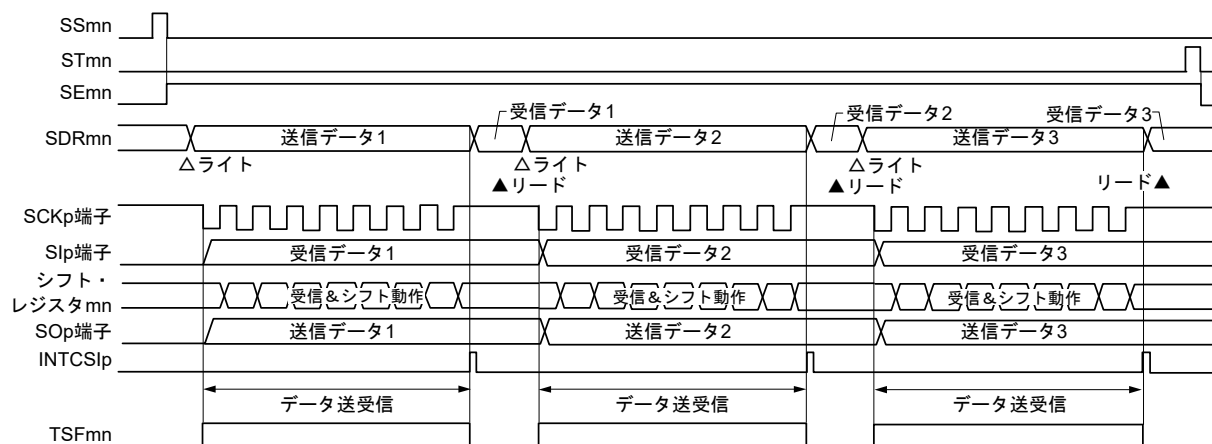 SSmn
STmn
SEmn
受信データ1
受信データ2
受信データ3
SDRmn
送信データ1
送信データ2
送信データ3
△ライト
△ライト
△ライト
▲リード
▲リード
リード▲
SCKp端子
SIp端子
受信データ1
受信データ2
受信データ3
シフト・
レジスタmn
受信&シフト動作
受信&シフト動作
受信&シフト動作
SOp端子
送信データ1
送信データ2
送信データ3
INTCSIp
データ送受信
データ送受信
データ送受信
TSFmn